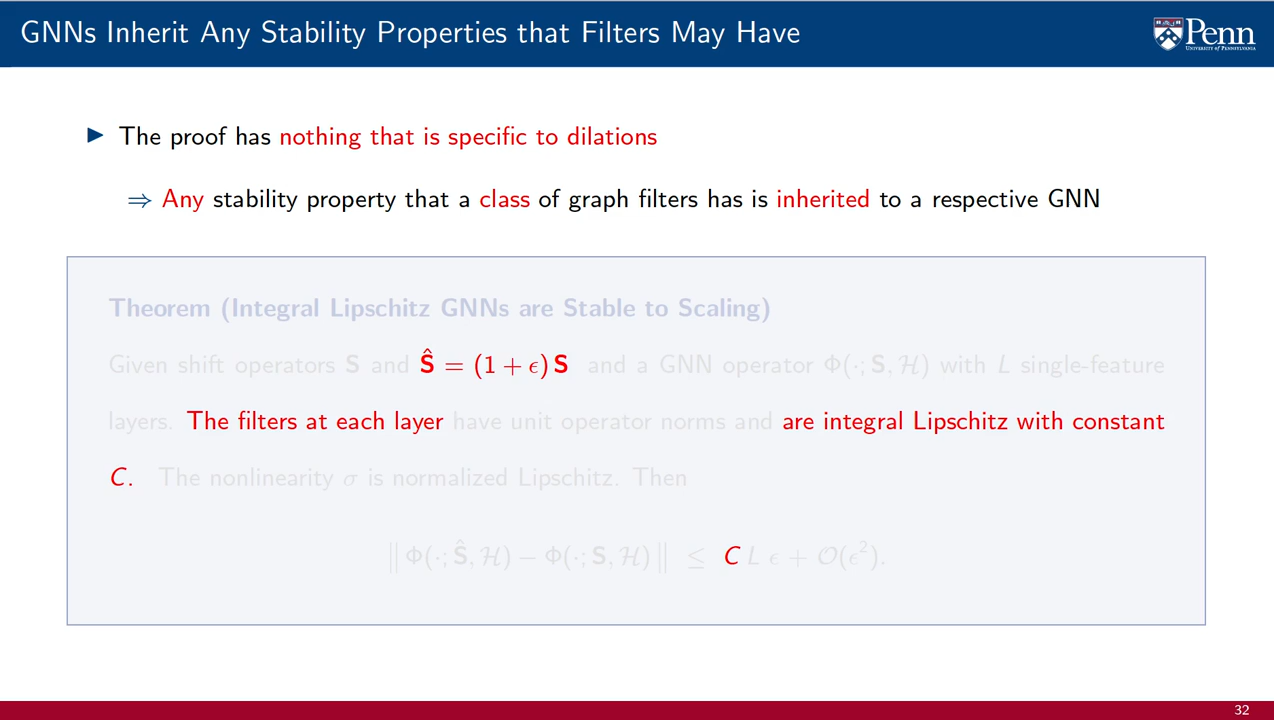 GNNs Inherit Any Stability Properties that Filters May Have
Penn
UNIVERSITY OF PENNSYLVANIA
▶ The proof has nothing that is specific to dilations
⇒ Any stability property that a class of graph filters has is inherited to a respective GNN
Theorem (Integral Lipschitz GNNs are Stable to Scaling)
Given shift operators S and Ŝ = (1 + ϵ) S and a GNN operator Φ(·; S, ℋ) with L single-feature
layers. The filters at each layer have unit operator norms and are integral Lipschitz with constant
C. The nonlinearity σ is normalized Lipschitz. Then
‖ Φ(·; Ŝ, ℋ) − Φ(·; S, ℋ) ‖ ≤ C L ϵ + 𝒪(ϵ²).
32